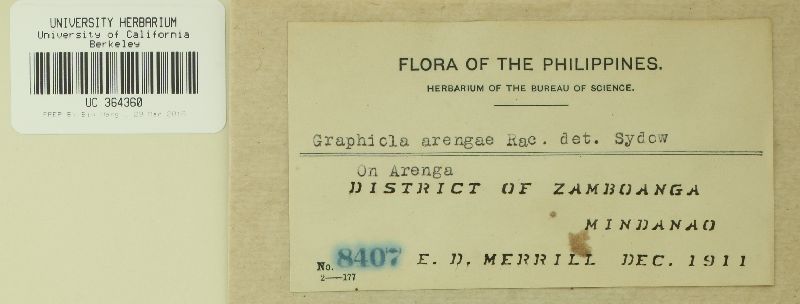 UNIVERSITY HERBARIUM
University of California
Berkeley
UC 364360
FLORA OF THE PHILIPPINES.
HERBARIUM OF THE BUREAU OF SCIENCE.
Graphiola arengae Rac. det. Sydow
On Arenga
DISTRICT OF ZAMBOANGA
MINDANAO
No. 8407 E. D. MERRILL DEC. 1911
2—177